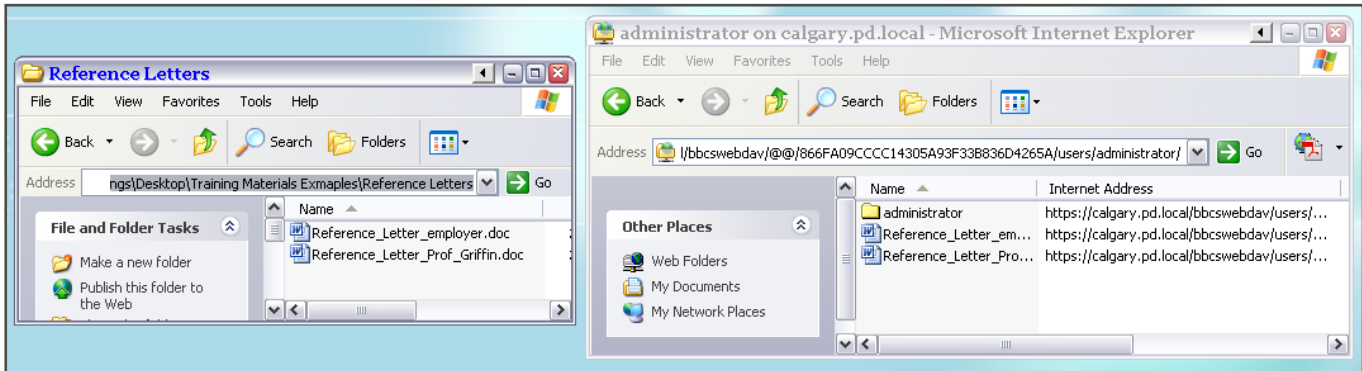 Reference Letters
File Edit View Favorites Tools Help
Back Search Folders
Address ngs\Desktop\Training Materials Exmaples\Reference Letters Go
File and Folder Tasks
Make a new folder
Publish this folder to
the Web
Name
Reference_Letter_employer.doc
Reference_Letter_Prof_Griffin.doc
administrator on calgary.pd.local - Microsoft Internet Explorer
File Edit View Favorites Tools Help
Back Search Folders
Address l/bbcswebdav/@@/866FA09CCCC14305A93F33B836D4265A/users/administrator/ Go
Other Places
Web Folders
My Documents
My Network Places
Name Internet Address
administrator https://calgary.pd.local/bbcswebdav/users/...
Reference_Letter_em... https://calgary.pd.local/bbcswebdav/users/...
Reference_Letter_Pro... https://calgary.pd.local/bbcswebdav/users/...